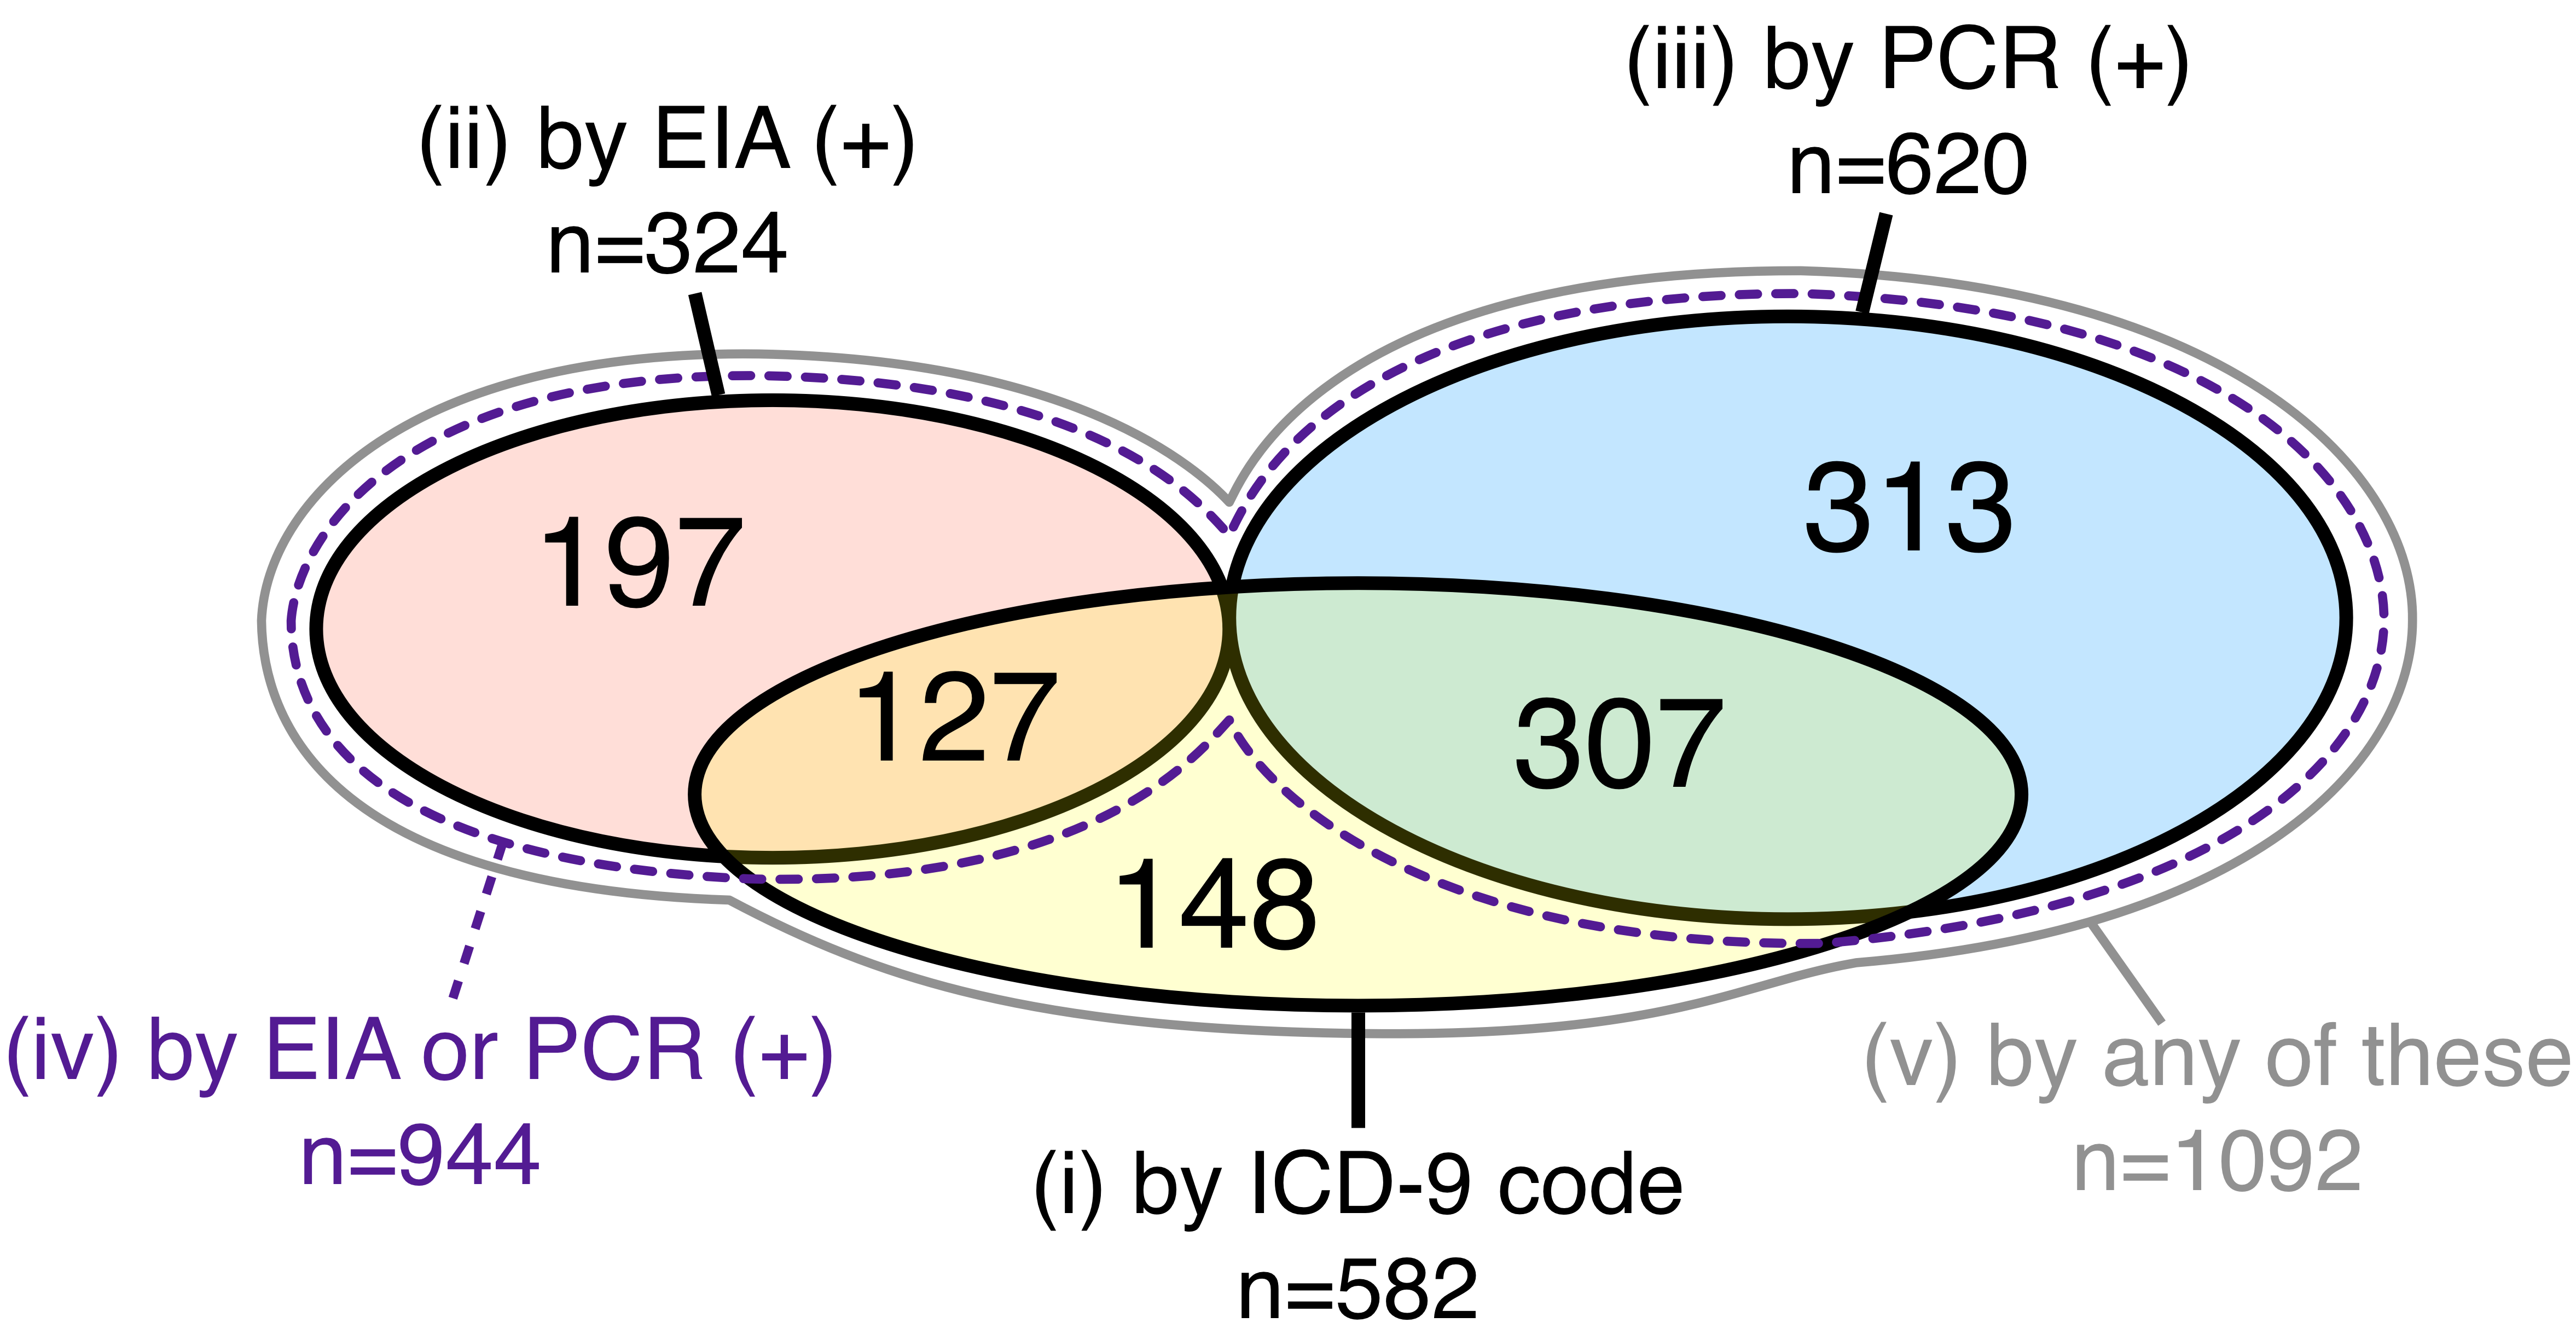 (iii) by PCR (+)
n=620
(ii) by EIA (+)
n=324
313
197
127
307
148
(iv) by EIA or PCR (+)
n=944
(v) by any of these
n=1092
(i) by ICD-9 code
n=582